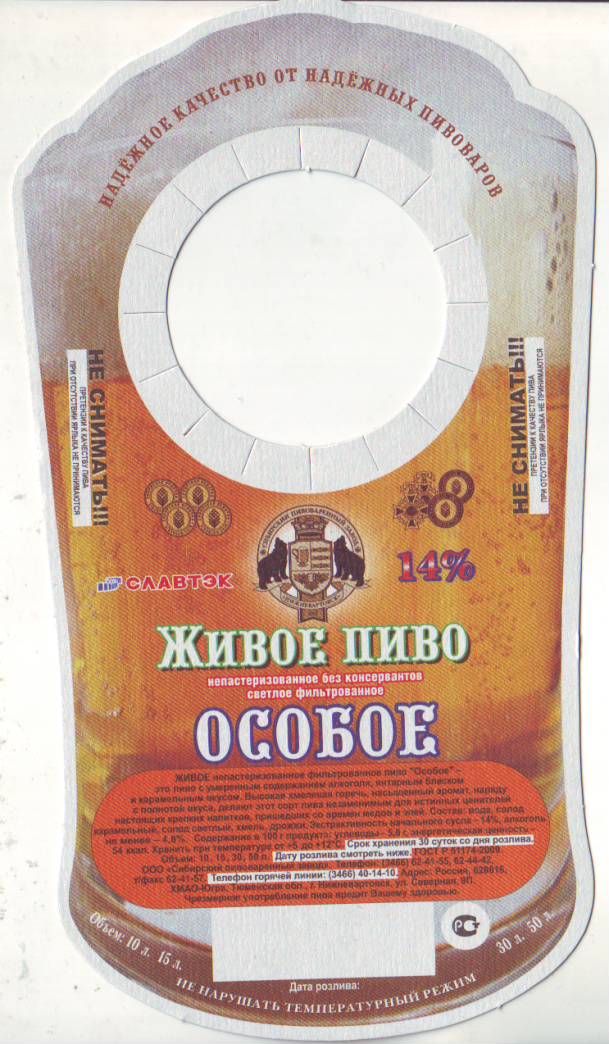 НАДЁЖНОЕ КАЧЕСТВО ОТ НАДЁЖНЫХ ПИВОВАРОВ
НЕ СНИМАТЬ!!!
ПРЕТЕНЗИИ К КАЧЕСТВУ ПИВА
ПРИ ОТСУТСТВИИ ЯРЛЫКА НЕ ПРИНИМАЮТСЯ
НЕ СНИМАТЬ!!!
ПРЕТЕНЗИИ К КАЧЕСТВУ ПИВА
ПРИ ОТСУТСТВИИ ЯРЛЫКА НЕ ПРИНИМАЮТСЯ
СИБИРСКИЙ ПИВОВАРЕННЫЙ ЗАВОД
НИЖНЕВАРТОВСК
СЛАВТЭК
14%
ЖИВОЕ ПИВО
непастеризованное без консервантов
светлое фильтрованное
ОСОБОЕ
ЖИВОЕ непастеризованное фильтрованное пиво "Особое" –
это пиво с умеренным содержанием алкоголя, янтарным блеском
и карамельным вкусом. Высокая хмелевая горечь, насыщенный аромат, наряду
с полнотой вкуса, делают этот сорт пива незаменимым для истинных ценителей
настоящих крепких напитков, пришедших со времен медов и элей. Состав: вода, солод
карамельный, солод светлый, хмель, дрожжи. Экстрактивность начального сусла – 14%, алкоголь
не менее – 4,8%. Содержание в 100 г продукта: углеводы – 5,8 г, энергетическая ценность –
54 ккал. Хранить при температуре от +5 до +12°С. Срок хранения 30 суток со дня розлива.
Объем: 10, 15, 30, 50 л. Дату розлива смотреть ниже. ГОСТ Р 51174-2009.
ООО «Сибирский пивоваренный завод». Телефон: (3466) 62-41-55, 62-44-42,
т/факс 62-41-57. Телефон горячей линии: (3466) 40-14-10. Адрес: Россия, 628616,
ХМАО-Югра, Тюменская обл., г. Нижневартовск, ул. Северная, 9П.
Чрезмерное употребление пива вредит Вашему здоровью.
Объем: 10 л. 15 л.
30 л. 50 л.
Дата розлива:
НЕ НАРУШАТЬ ТЕМПЕРАТУРНЫЙ РЕЖИМ